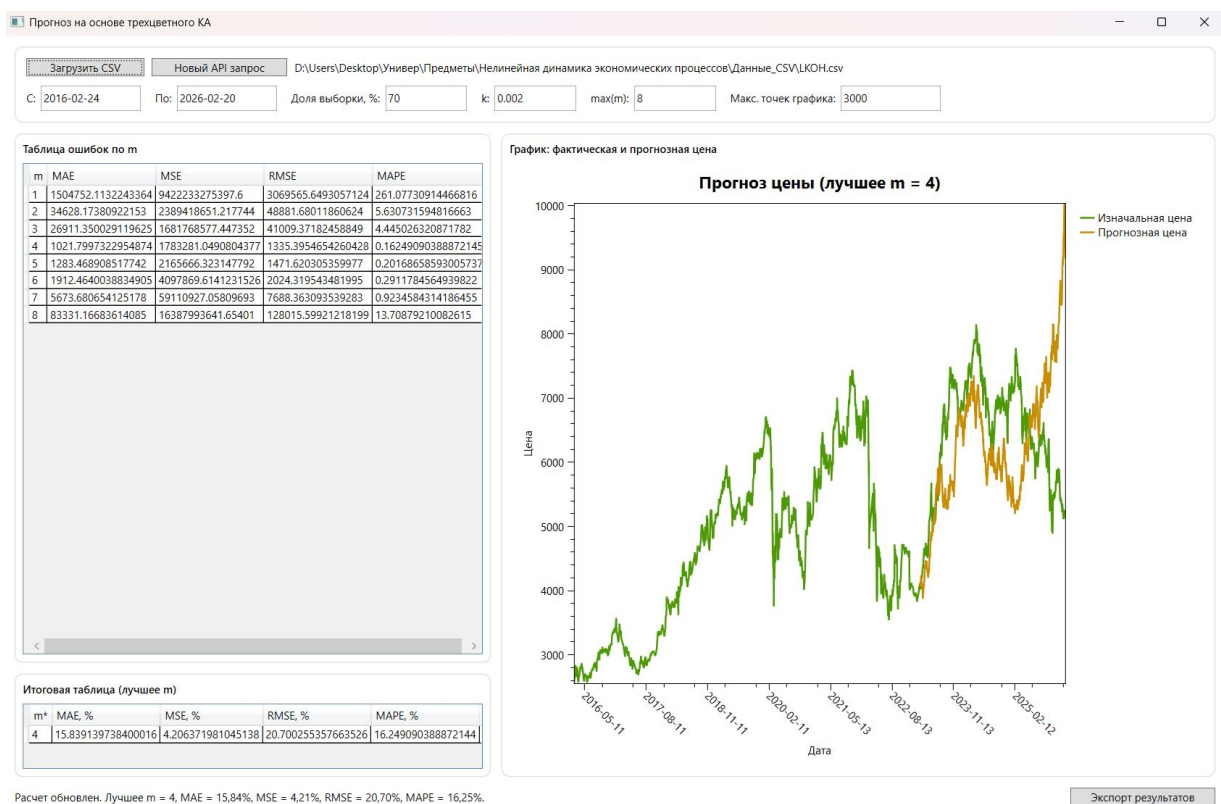 Прогноз на основе трехцветного КА
Загрузить CSV Новый API запрос D:\Users\Desktop\Универ\Предметы\Нелинейная динамика экономических процессов\Данные_CSV\LKOH.csv
С: 2016-02-24 По: 2026-02-20 Доля выборки, %: 70 k: 0.002 max(m): 8 Макс. точек графика: 3000
Таблица ошибок по m
m MAE MSE RMSE MAPE
1 1504752.1132243364 9422233275397.6 3069565.6493057124 261.07730914466816
2 34628.17380922153 2389418651.217744 48881.68011860624 5.630731594816663
3 26911.350029119625 1681768577.447352 41009.37182458849 4.445026320871782
4 1021.7997322954874 1783281.0490804377 1335.3954654260428 0.16249090388872145
5 1283.468908517742 2165666.323147792 1471.620305359977 0.20168658593005737
6 1912.4640038834905 4097869.6141231526 2024.319543481995 0.2911784564939822
7 5673.680654125178 59110927.05809693 7688.363093539283 0.9234584314186455
8 83331.16683614085 16387993641.65401 128015.59921218199 13.70879210082615
Итоговая таблица (лучшее m)
m* MAE, % MSE, % RMSE, % MAPE, %
4 15.839139738400016 4.206371981045138 20.700255357663526 16.249090388872144
График: фактическая и прогнозная цена
Прогноз цены (лучшее m = 4)
Изначальная цена
Прогнозная цена
Цена
10000
9000
8000
7000
6000
5000
4000
3000
2016-05-11 2017-08-11 2018-11-11 2020-02-11 2021-05-13 2022-08-13 2023-11-13 2025-02-12
Дата
Расчет обновлен. Лучшее m = 4, MAE = 15,84%, MSE = 4,21%, RMSE = 20,70%, MAPE = 16,25%.
Экспорт результатов